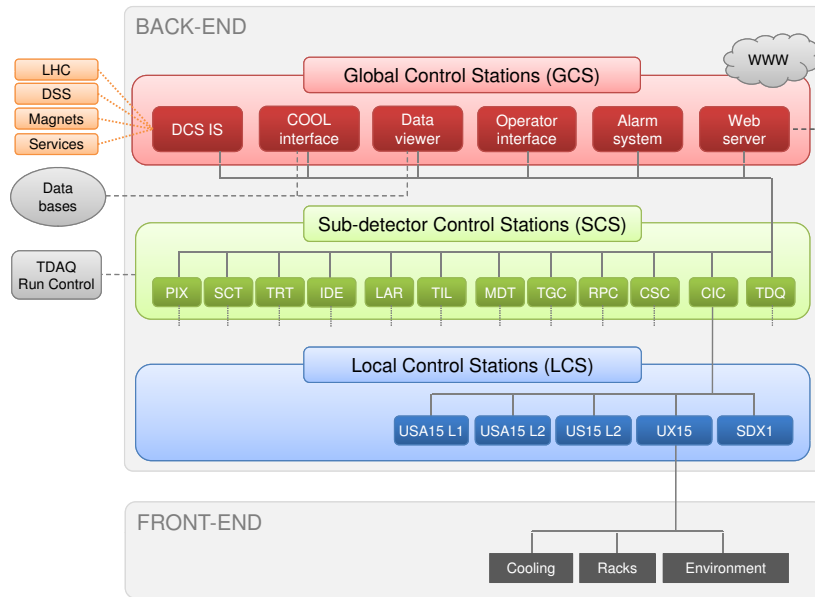 BACK-END
WWW
LHC
DSS
Magnets
Services
Global Control Stations (GCS)
DCS IS
COOL
interface
Data
viewer
Operator
interface
Alarm
system
Web
server
Data
bases
Sub-detector Control Stations (SCS)
TDAQ
Run Control
PIX
SCT
TRT
IDE
LAR
TIL
MDT
TGC
RPC
CSC
CIC
TDQ
Local Control Stations (LCS)
USA15 L1
USA15 L2
US15 L2
UX15
SDX1
FRONT-END
Cooling
Racks
Environment